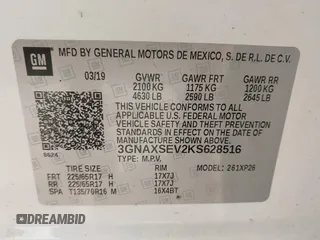 GM
MFD BY GENERAL MOTORS DE MEXICO, S. DE R.L. DE C.V.
03/19 GVWR GAWR FRT GAWR RR
2100 KG 1175 KG 1200 KG
4630 LB 2590 LB 2645 LB
THIS VEHICLE CONFORMS TO ALL APPLICABLE U.S. FEDERAL MOTOR VEHICLE SAFETY, BUMPER, AND THEFT PREVENTION STANDARDS IN EFFECT ON THE DATE OF MANUFACTURE SHOWN ABOVE.
3GNAXSEV2KS628516
TYPE: M.P.V. MODEL: 261XP26
TIRE SIZE RIM
FRT 225/65R17 H 17X7J
RR 225/65R17 H 17X7J
SPA T135/70R16 M 16X4BT
DREAMBID